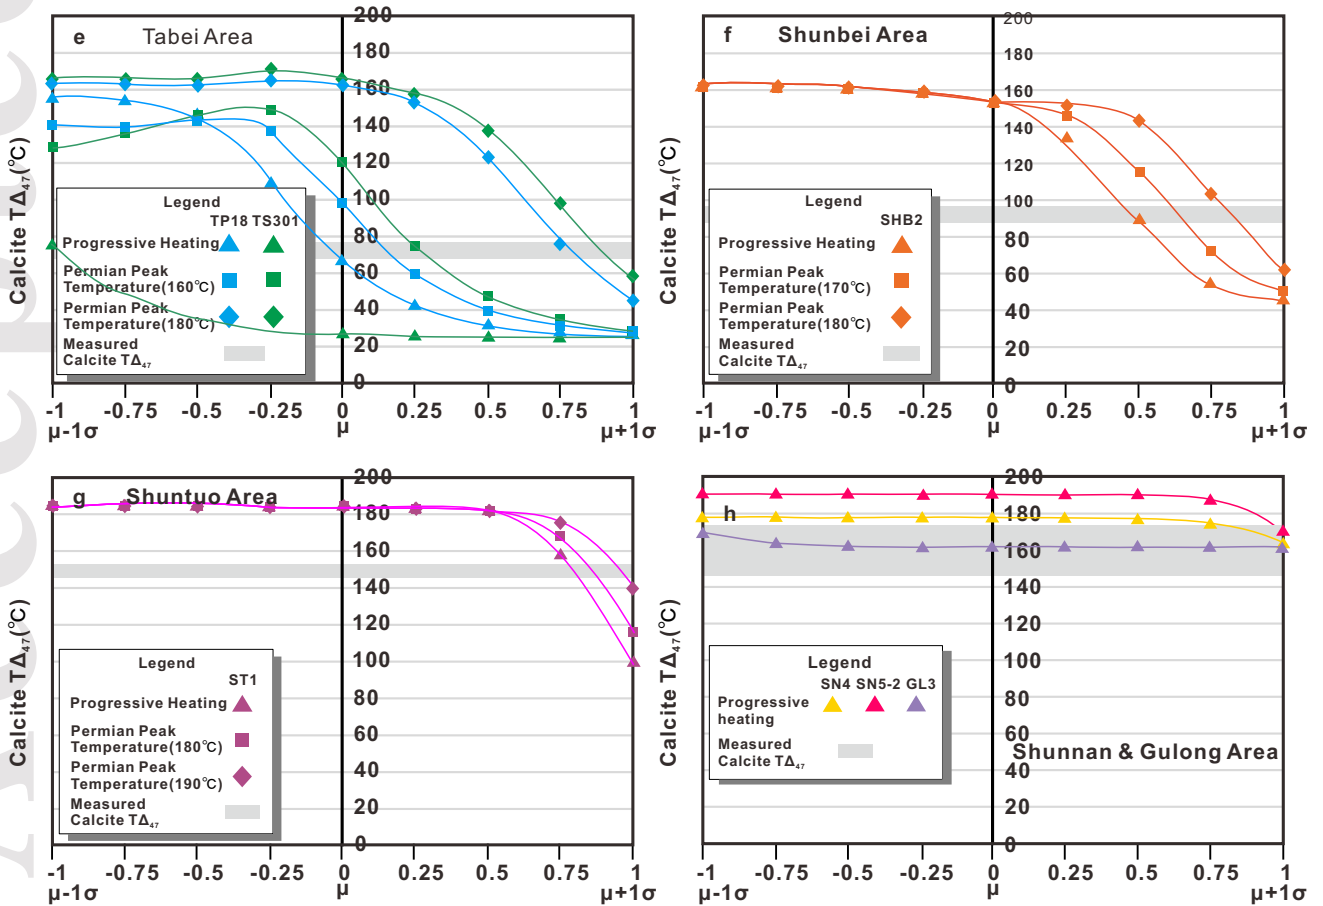 e Tabei Area
Calcite TΔ47(℃)
200
180
160
140
120
100
80
60
40
20
0
Legend
TP18 TS301
Progressive Heating
Permian Peak
Temperature(160℃)
Permian Peak
Temperature(180℃)
Measured
Calcite TΔ47
-1 -0.75 -0.5 -0.25 0 0.25 0.5 0.75 1
μ-1σ μ μ+1σ
f Shunbei Area
Calcite TΔ47(℃)
200
180
160
140
120
100
80
60
40
20
0
Legend
SHB2
Progressive Heating
Permian Peak
Temperature(170℃)
Permian Peak
Temperature(180℃)
Measured
Calcite TΔ47
-1 -0.75 -0.5 -0.25 0 0.25 0.5 0.75 1
μ-1σ μ μ+1σ
g Shuntuo Area
Calcite TΔ47(℃)
200
180
160
140
120
100
80
60
40
20
0
Legend
ST1
Progressive Heating
Permian Peak
Temperature(180℃)
Permian Peak
Temperature(190℃)
Measured
Calcite TΔ47
-1 -0.75 -0.5 -0.25 0 0.25 0.5 0.75 1
μ-1σ μ μ+1σ
h
Calcite TΔ47(℃)
200
180
160
140
120
100
80
60
40
20
0
Legend
SN4 SN5-2 GL3
Progressive
heating
Measured
Calcite TΔ47
Shunnan & Gulong Area
-1 -0.75 -0.5 -0.25 0 0.25 0.5 0.75 1
μ-1σ μ μ+1σ